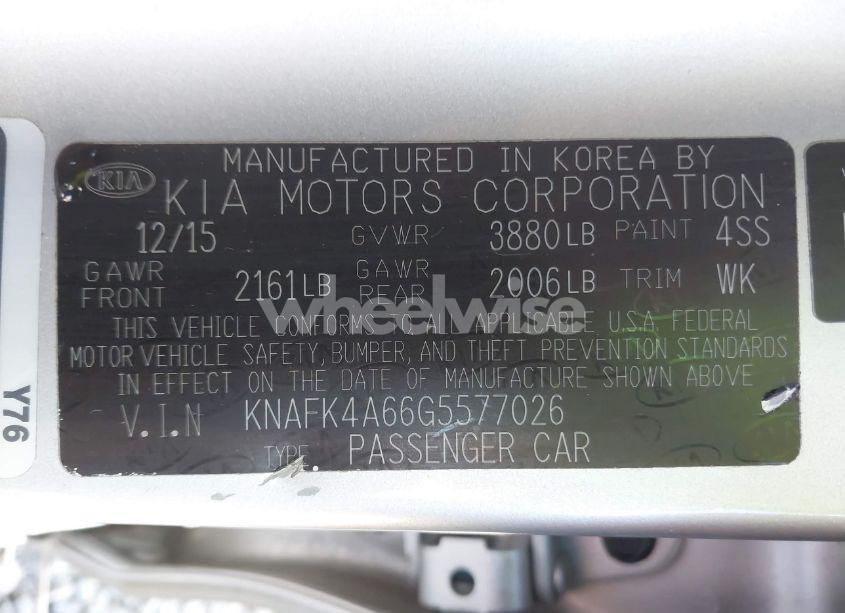 MANUFACTURED IN KOREA BY
KIA
KIA MOTORS CORPORATION
12/15 GVWR 3880LB PAINT 4SS
GAWR FRONT 2161LB GAWR REAR 2006LB TRIM WK
wheelwise
THIS VEHICLE CONFORMS TO ALL APPLICABLE U.S.A. FEDERAL
MOTOR VEHICLE SAFETY, BUMPER, AND THEFT PREVENTION STANDARDS
IN EFFECT ON THE DATE OF MANUFACTURE SHOWN ABOVE
V.I.N KNAFK4A66G5577026
TYPE PASSENGER CAR
Y76